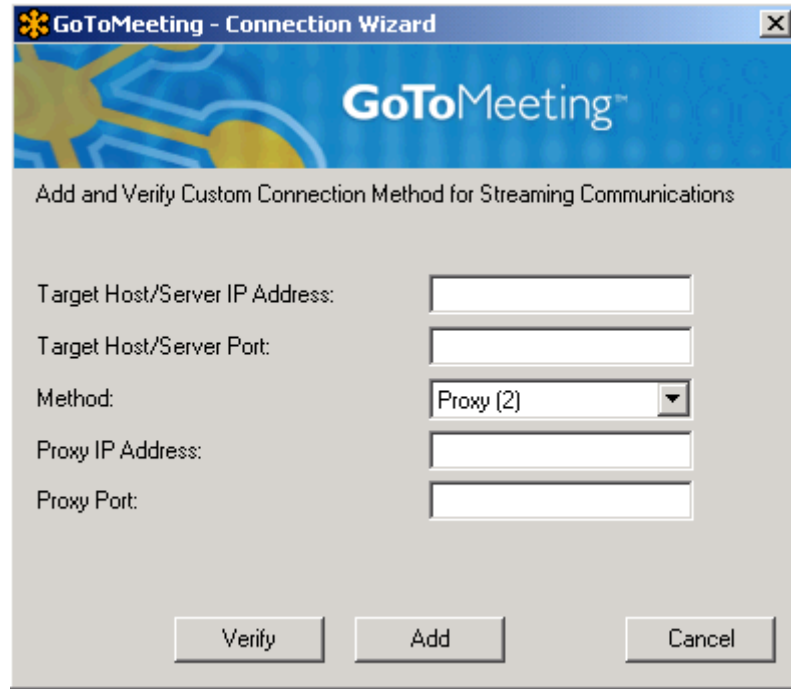 GoToMeeting - Connection Wizard
GoToMeeting™
Add and Verify Custom Connection Method for Streaming Communications
Target Host/Server IP Address:
Target Host/Server Port:
Method: Proxy (2)
Proxy IP Address:
Proxy Port:
Verify Add Cancel